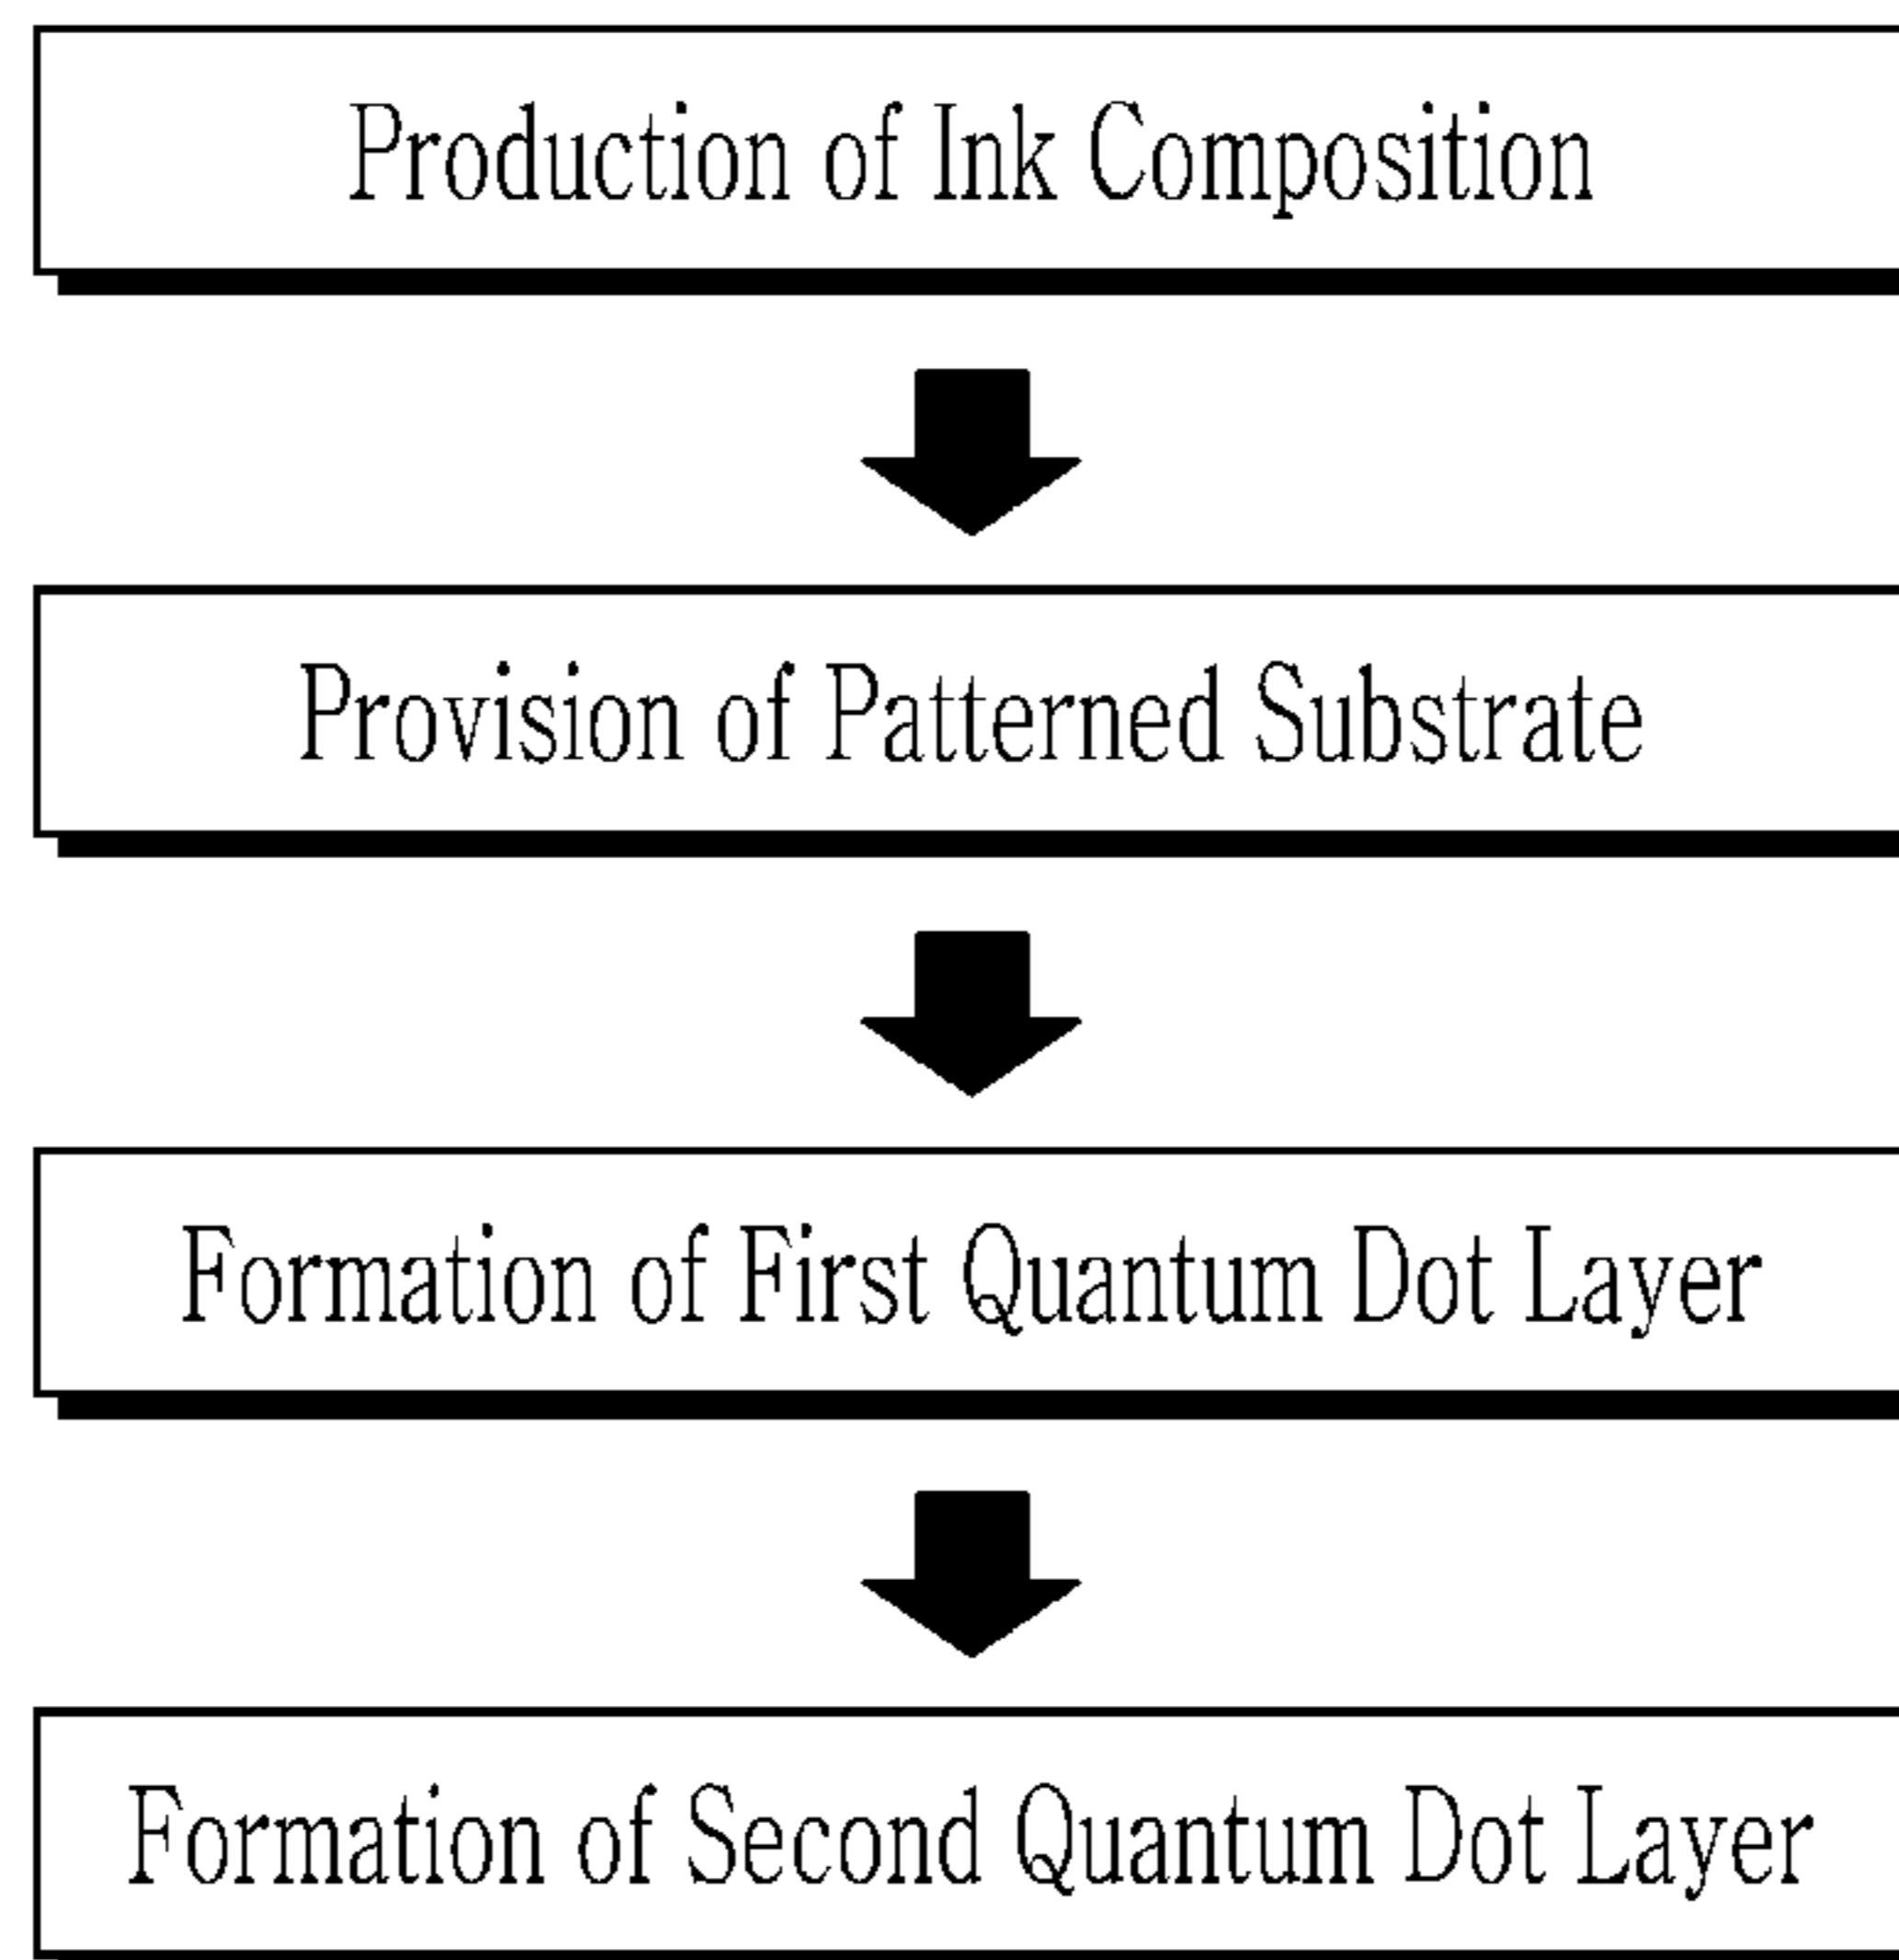 Production of Ink Composition
Provision of Patterned Substrate
Formation of First Quantum Dot Layer
Formation of Second Quantum Dot Layer